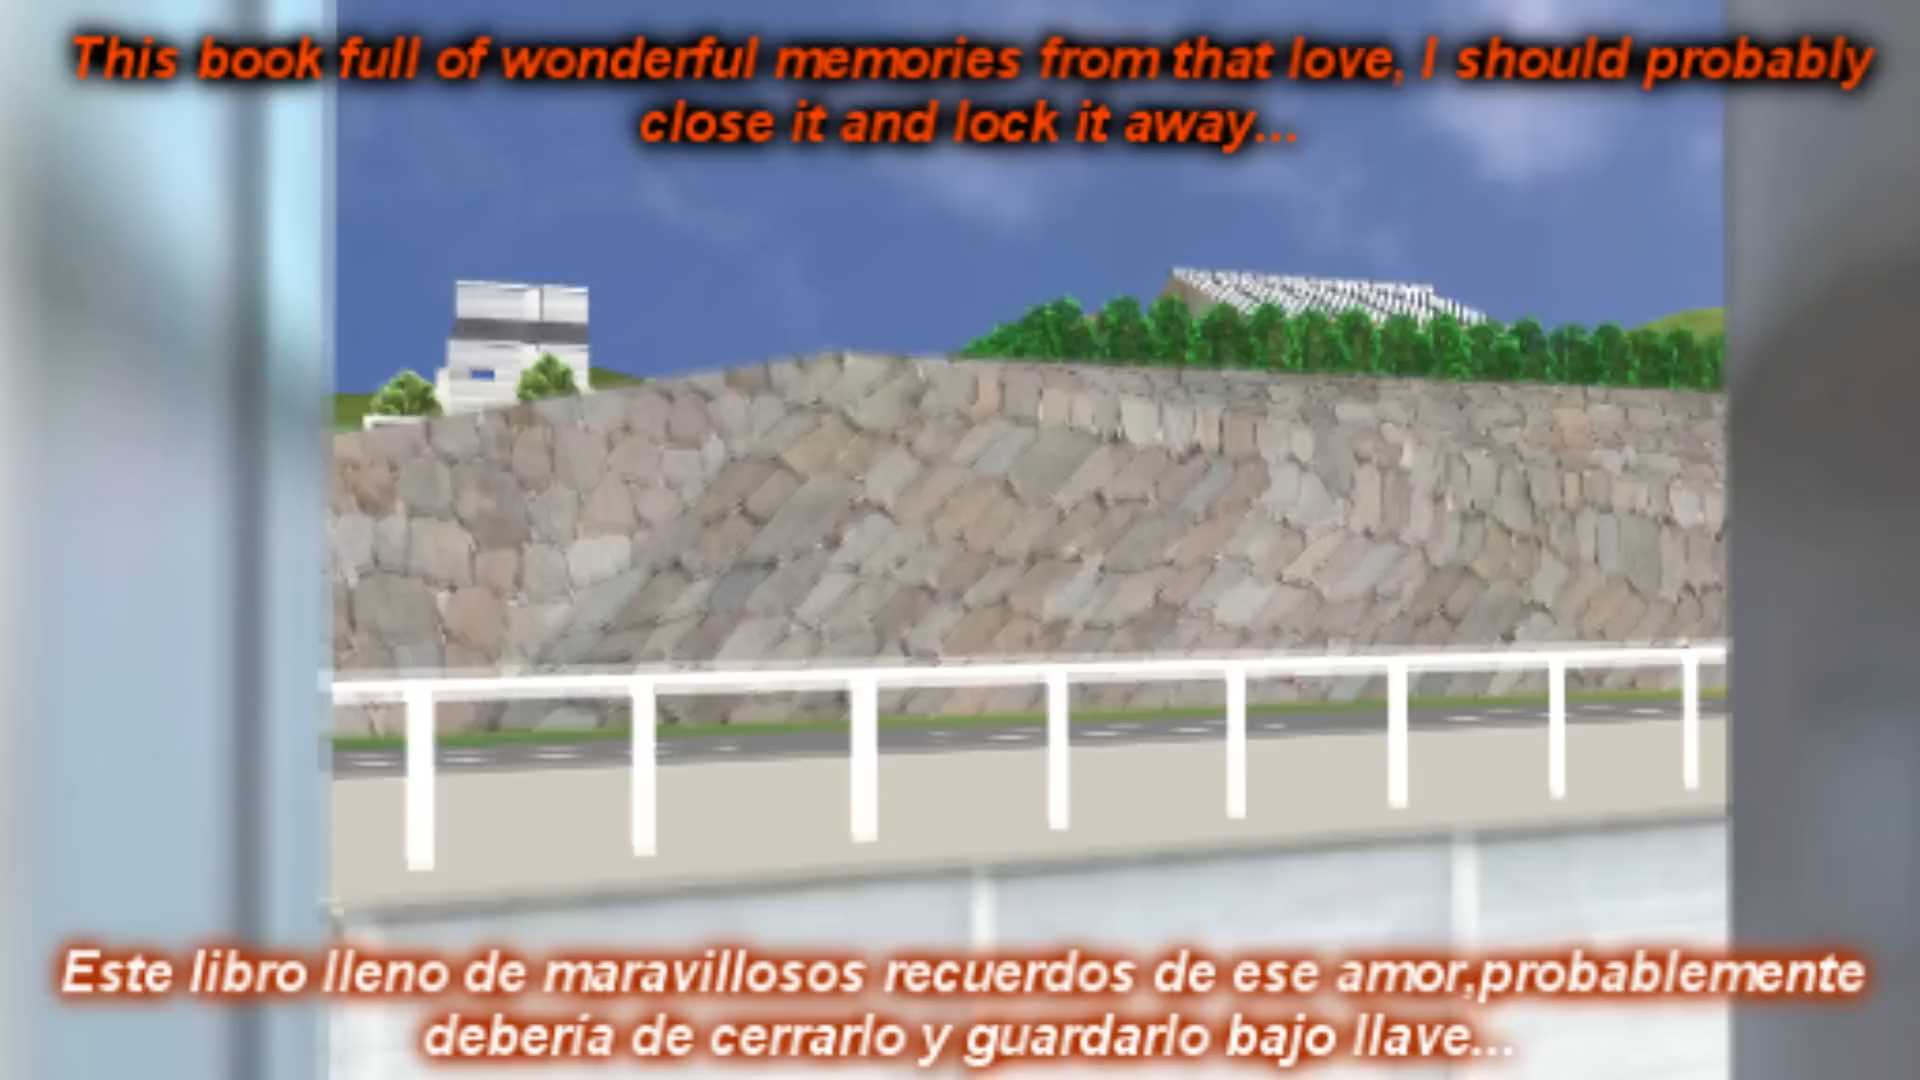 This book full of wonderful memories from that love, I should probably
close it and lock it away...
Este libro lleno de maravillosos recuerdos de ese amor,probablemente
debería de cerrarlo y guardarlo bajo llave...